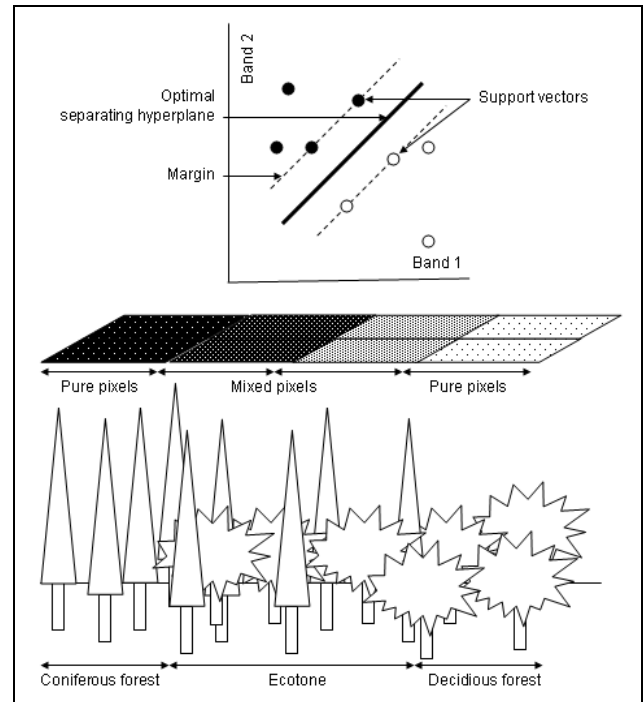 Band 2
Optimal
separating hyperplane
Support vectors
Margin
Band 1
Pure pixels
Mixed pixels
Pure pixels
Coniferous forest
Ecotone
Decidious forest